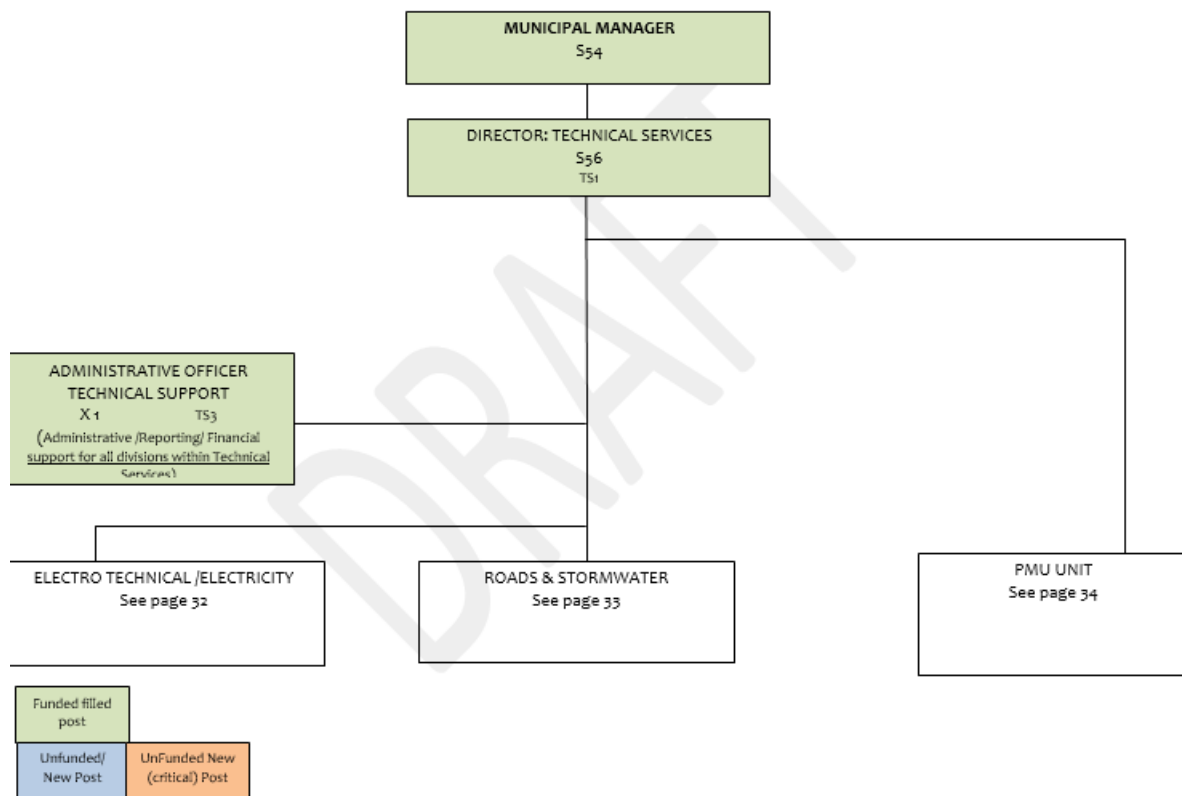 MUNICIPAL MANAGER
S54
DIRECTOR: TECHNICAL SERVICES
S56
TS1
ADMINISTRATIVE OFFICER
TECHNICAL SUPPORT
X 1 TS3
(Administrative /Reporting/ Financial
support for all divisions within Technical
Services)
ELECTRO TECHNICAL /ELECTRICITY
See page 32
ROADS & STORMWATER
See page 33
PMU UNIT
See page 34
Funded filled
post
Unfunded/
New Post
UnFunded New
(critical) Post
DRAFT